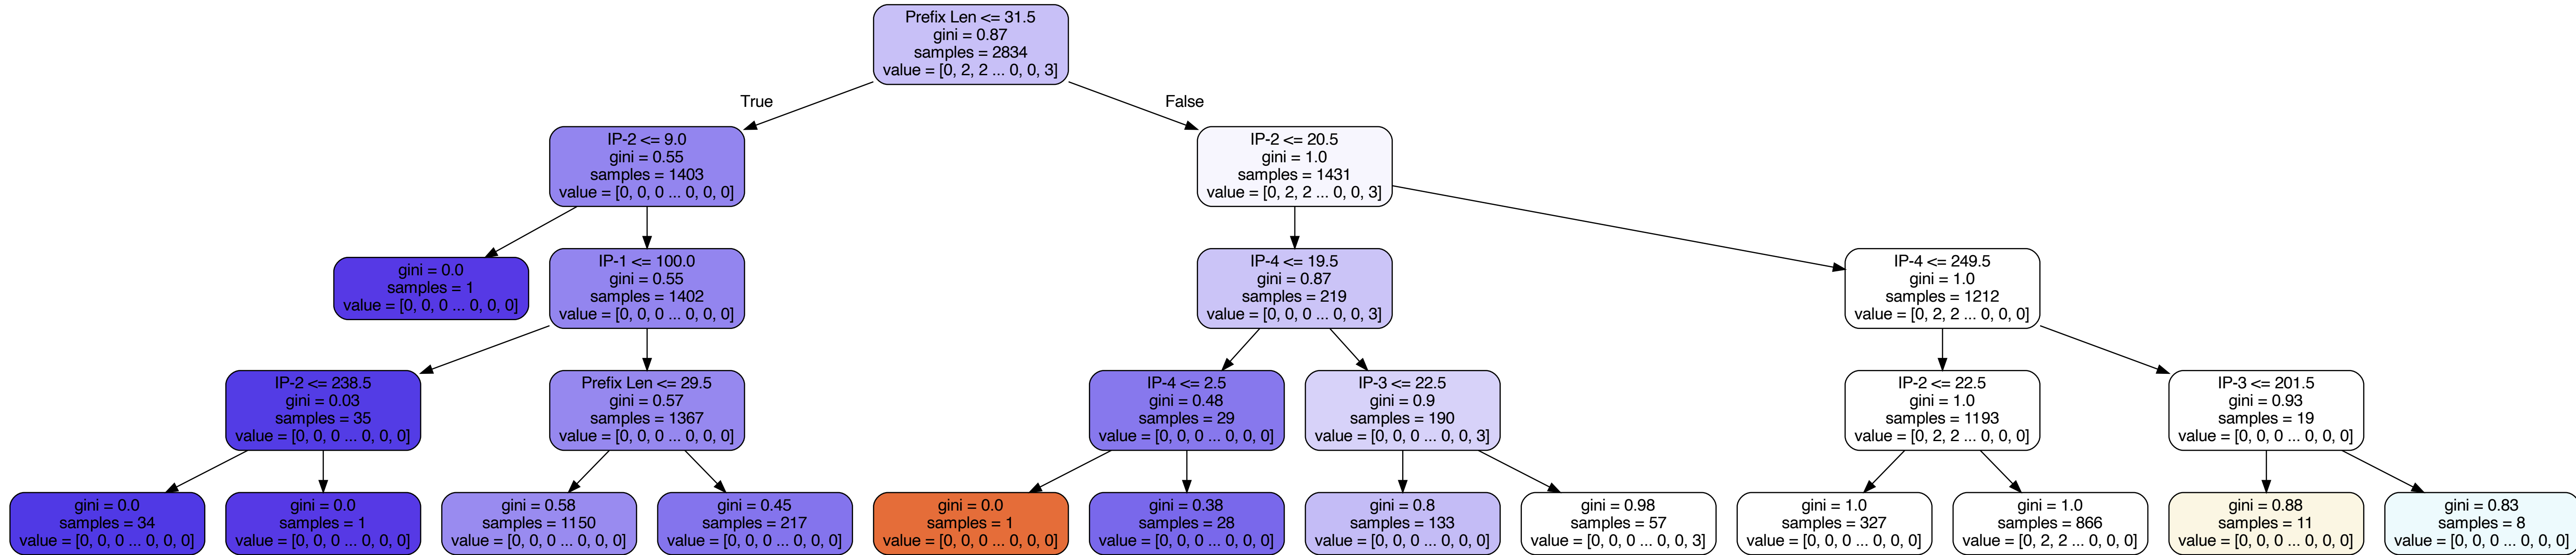 Prefix Len <= 31.5
gini = 0.87
samples = 2834
value = [0, 2, 2 ... 0, 0, 3]
True
False
IP-2 <= 9.0
gini = 0.55
samples = 1403
value = [0, 0, 0 ... 0, 0, 0]
IP-2 <= 20.5
gini = 1.0
samples = 1431
value = [0, 2, 2 ... 0, 0, 3]
gini = 0.0
samples = 1
value = [0, 0, 0 ... 0, 0, 0]
IP-1 <= 100.0
gini = 0.55
samples = 1402
value = [0, 0, 0 ... 0, 0, 0]
IP-4 <= 19.5
gini = 0.87
samples = 219
value = [0, 0, 0 ... 0, 0, 3]
IP-4 <= 249.5
gini = 1.0
samples = 1212
value = [0, 2, 2 ... 0, 0, 0]
IP-2 <= 238.5
gini = 0.03
samples = 35
value = [0, 0, 0 ... 0, 0, 0]
Prefix Len <= 29.5
gini = 0.57
samples = 1367
value = [0, 0, 0 ... 0, 0, 0]
IP-4 <= 2.5
gini = 0.48
samples = 29
value = [0, 0, 0 ... 0, 0, 0]
IP-3 <= 22.5
gini = 0.9
samples = 190
value = [0, 0, 0 ... 0, 0, 3]
IP-2 <= 22.5
gini = 1.0
samples = 1193
value = [0, 2, 2 ... 0, 0, 0]
IP-3 <= 201.5
gini = 0.93
samples = 19
value = [0, 0, 0 ... 0, 0, 0]
gini = 0.0
samples = 34
value = [0, 0, 0 ... 0, 0, 0]
gini = 0.0
samples = 1
value = [0, 0, 0 ... 0, 0, 0]
gini = 0.58
samples = 1150
value = [0, 0, 0 ... 0, 0, 0]
gini = 0.45
samples = 217
value = [0, 0, 0 ... 0, 0, 0]
gini = 0.0
samples = 1
value = [0, 0, 0 ... 0, 0, 0]
gini = 0.38
samples = 28
value = [0, 0, 0 ... 0, 0, 0]
gini = 0.8
samples = 133
value = [0, 0, 0 ... 0, 0, 0]
gini = 0.98
samples = 57
value = [0, 0, 0 ... 0, 0, 3]
gini = 1.0
samples = 327
value = [0, 0, 0 ... 0, 0, 0]
gini = 1.0
samples = 866
value = [0, 2, 2 ... 0, 0, 0]
gini = 0.88
samples = 11
value = [0, 0, 0 ... 0, 0, 0]
gini = 0.83
samples = 8
value = [0, 0, 0 ... 0, 0, 0]